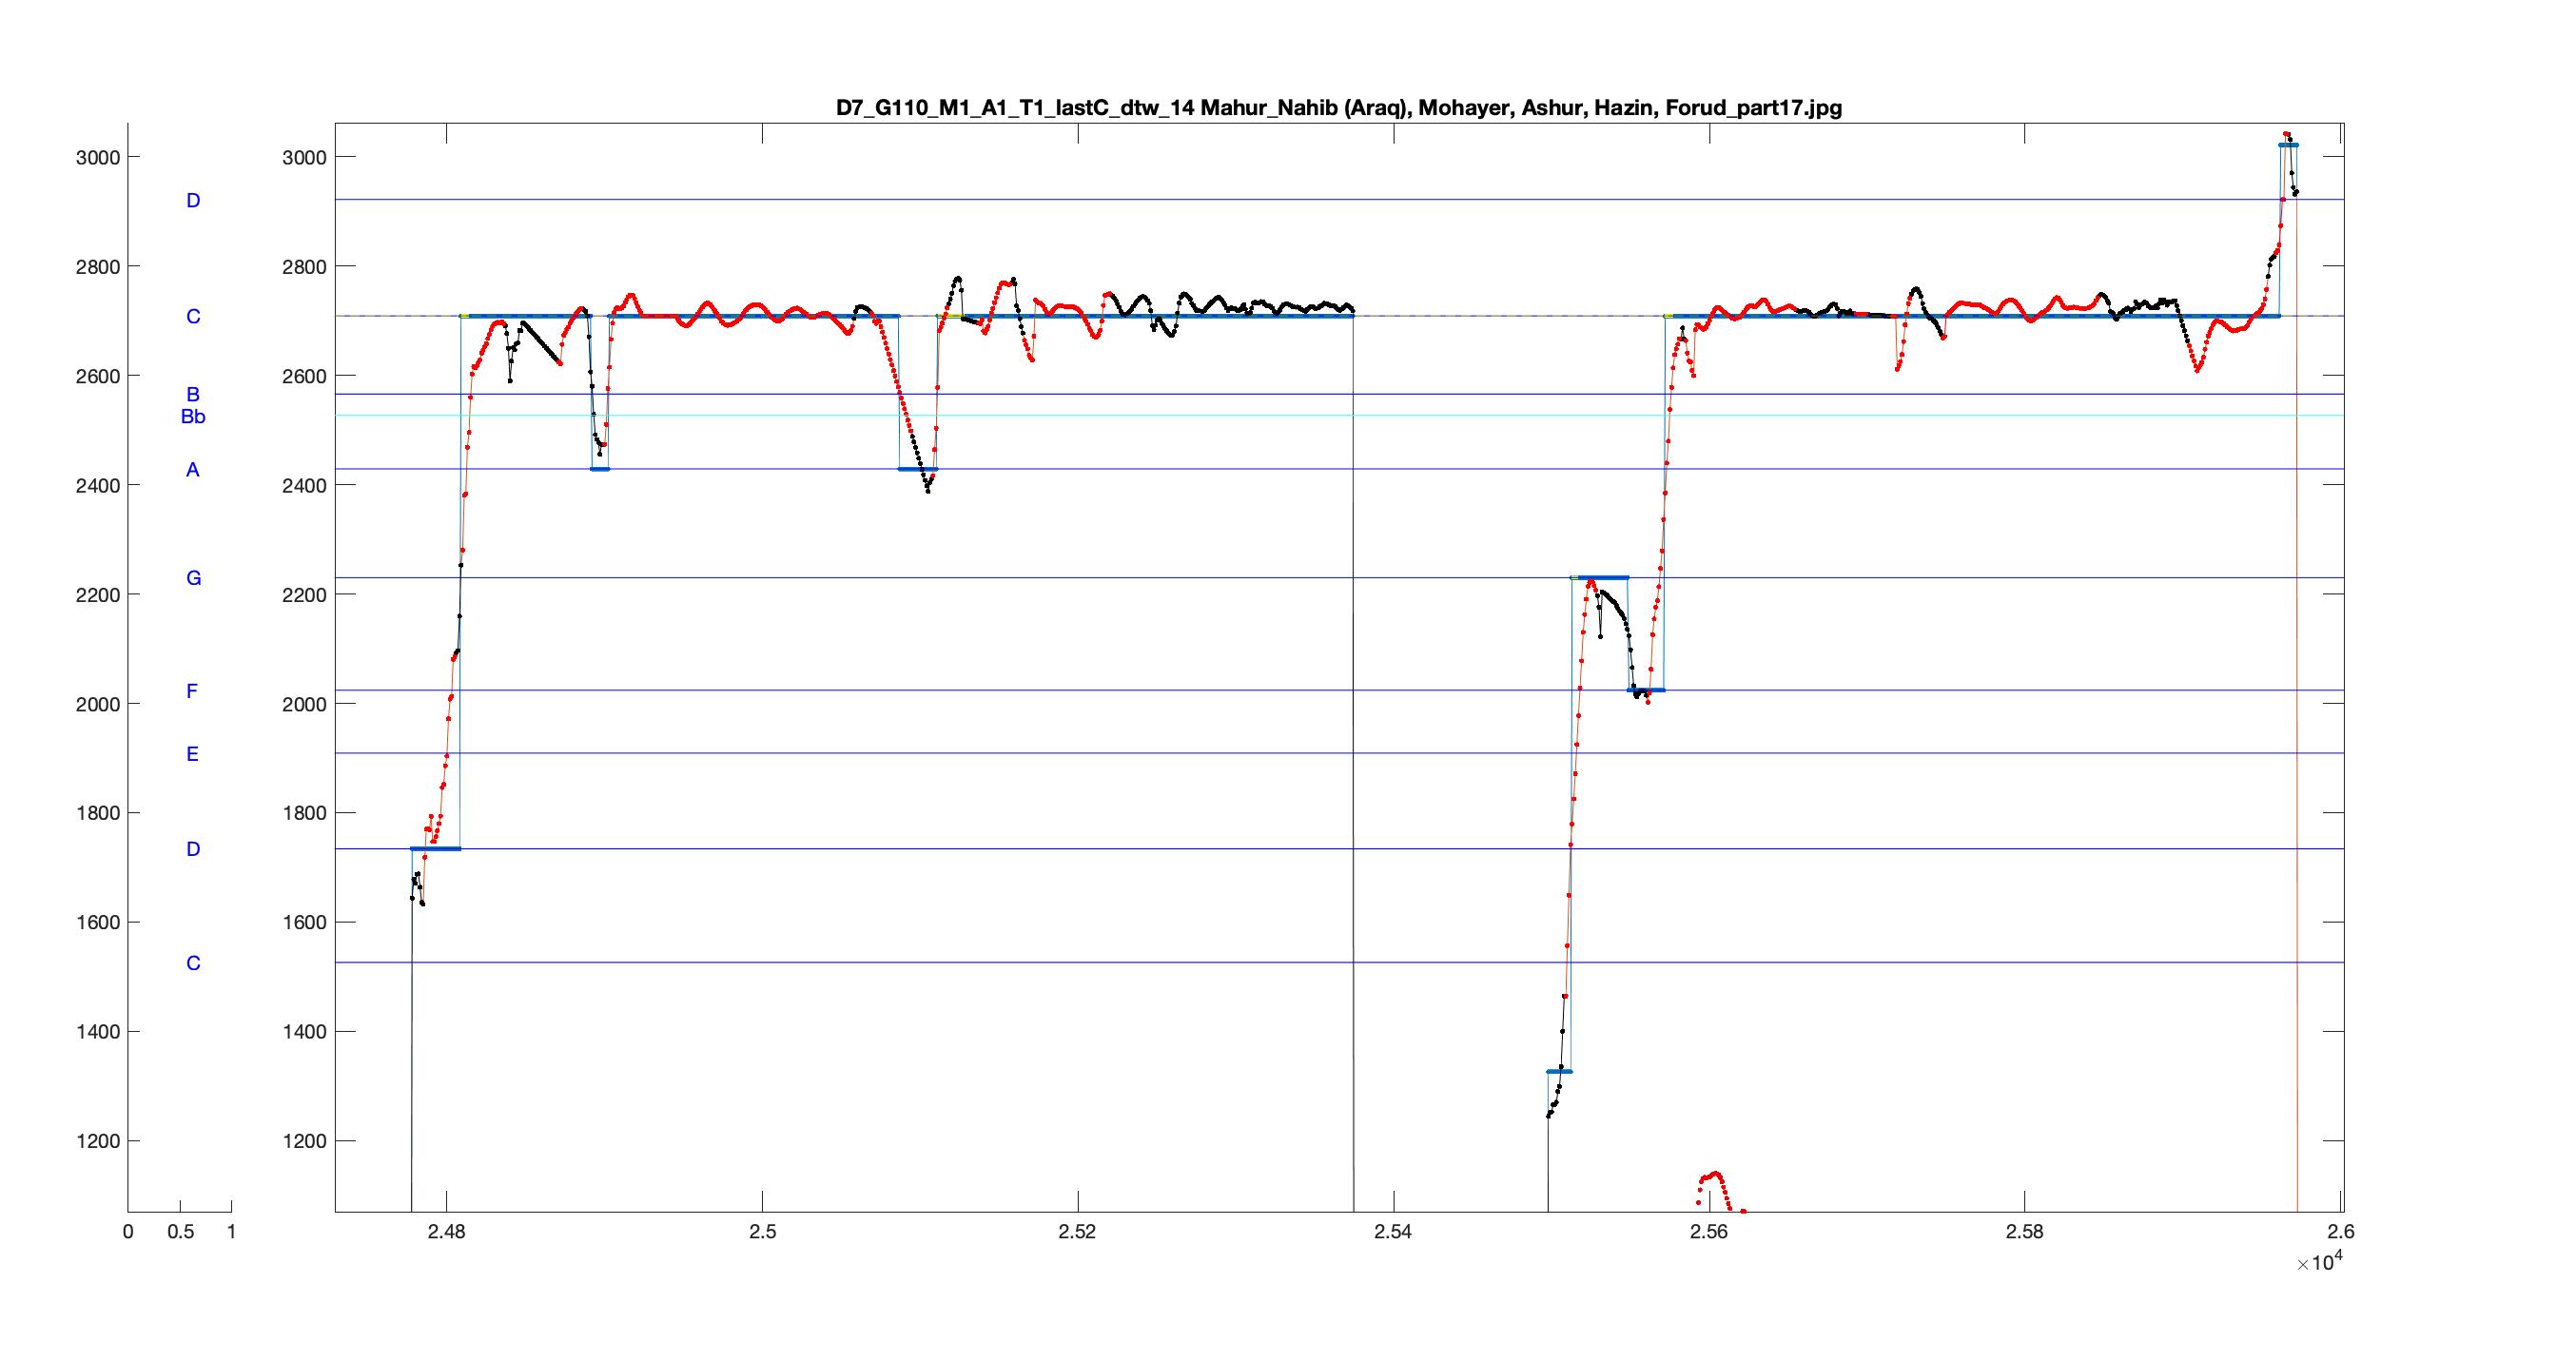 D7_G110_M1_A1_T1_lastC_dtw_14 Mahur_Nahib (Araq), Mohayer, Ashur, Hazin, Forud_part17.jpg
3000 3000
D
2800 2800
C
2600 2600
B
Bb
A
2400 2400
G
2200 2200
F
2000 2000
E
1800 1800
D
1600 1600
C
1400 1400
1200 1200
0 0.5 1 2.48 2.5 2.52 2.54 2.56 2.58 2.6
×10^4